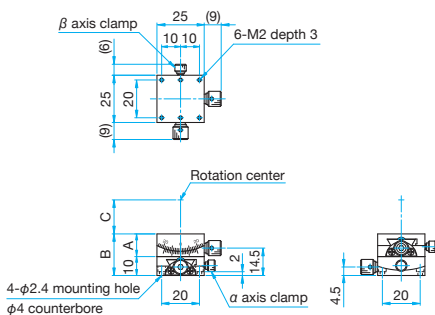 25 (9)
β axis clamp
6-M2 depth 3
10 10
(6)
25
20
(9)
Rotation center
C
B
A
10
2
14.5
4-φ2.4 mounting hole
φ4 counterbore
20
α axis clamp
4.5
20